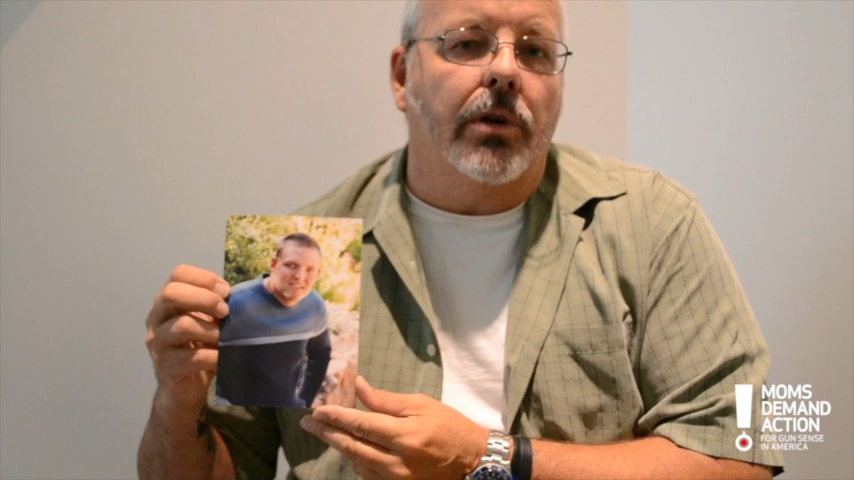 MOMS
DEMAND
ACTION
FOR GUN SENSE
IN AMERICA